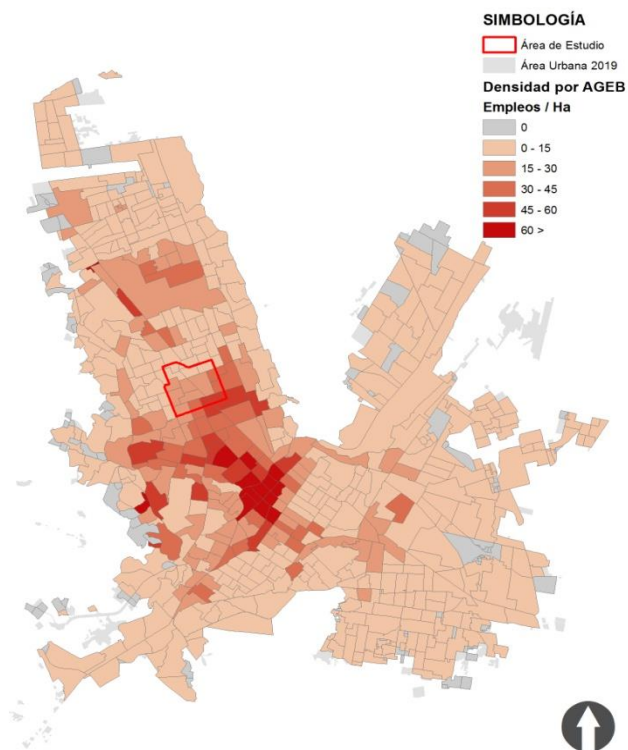 SIMBOLOGÍA
Área de Estudio
Área Urbana 2019
Densidad por AGEB
Empleos / Ha
0
0 - 15
15 - 30
30 - 45
45 - 60
60 >